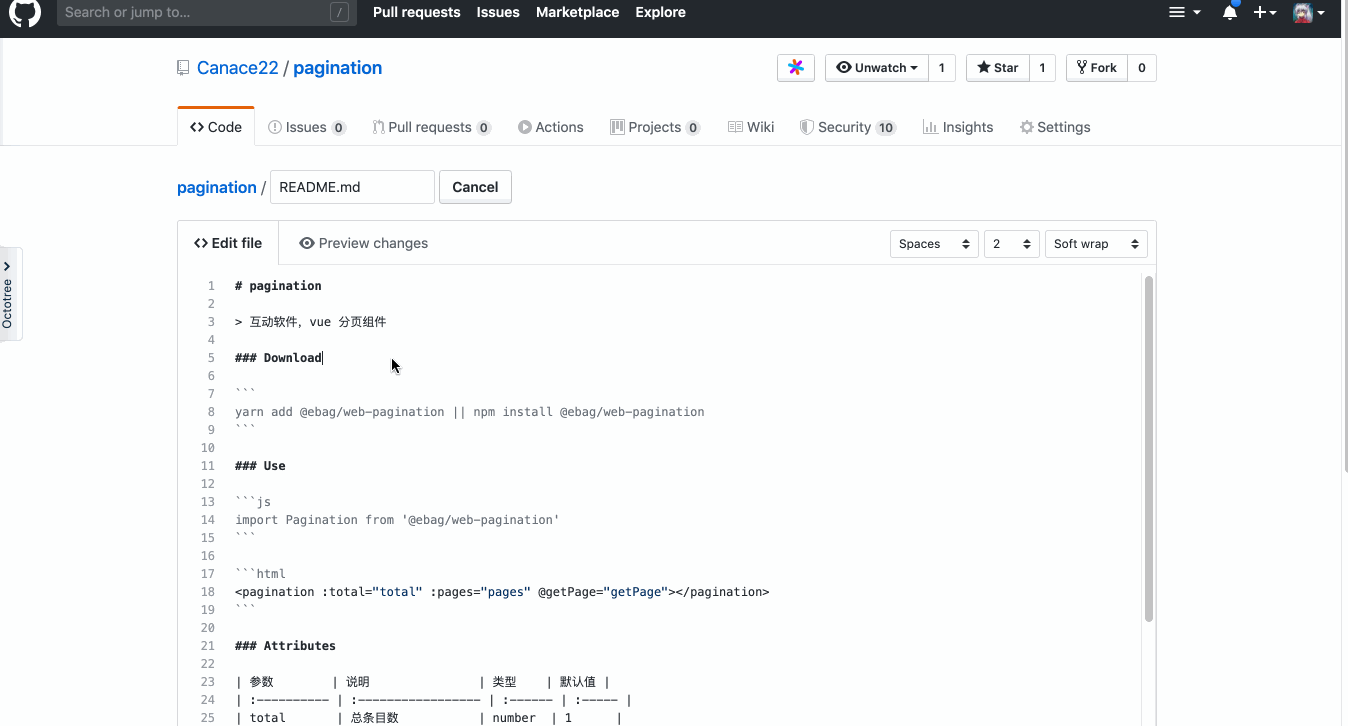 Search or jump to... /
Pull requests Issues Marketplace Explore
Canace22 / pagination
Unwatch 1 Star 1 Fork 0
Code Issues 0 Pull requests 0 Actions Projects 0 Wiki Security 10 Insights Settings
pagination / README.md Cancel
Edit file Preview changes Spaces 2 Soft wrap
Octotree
1 # pagination
2
3 > 互动软件，vue 分页组件
4
5 ### Download
6
7 ```
8 yarn add @ebag/web-pagination || npm install @ebag/web-pagination
9 ```
10
11 ### Use
12
13 ```js
14 import Pagination from '@ebag/web-pagination'
15 ```
16
17 ```html
18 <pagination :total="total" :pages="pages" @getPage="getPage"></pagination>
19 ```
20
21 ### Attributes
22
23 | 参数 | 说明 | 类型 | 默认值 |
24 | :---------- | :----------------- | :------ | :----- |
25 | total | 总条目数 | number | 1 |